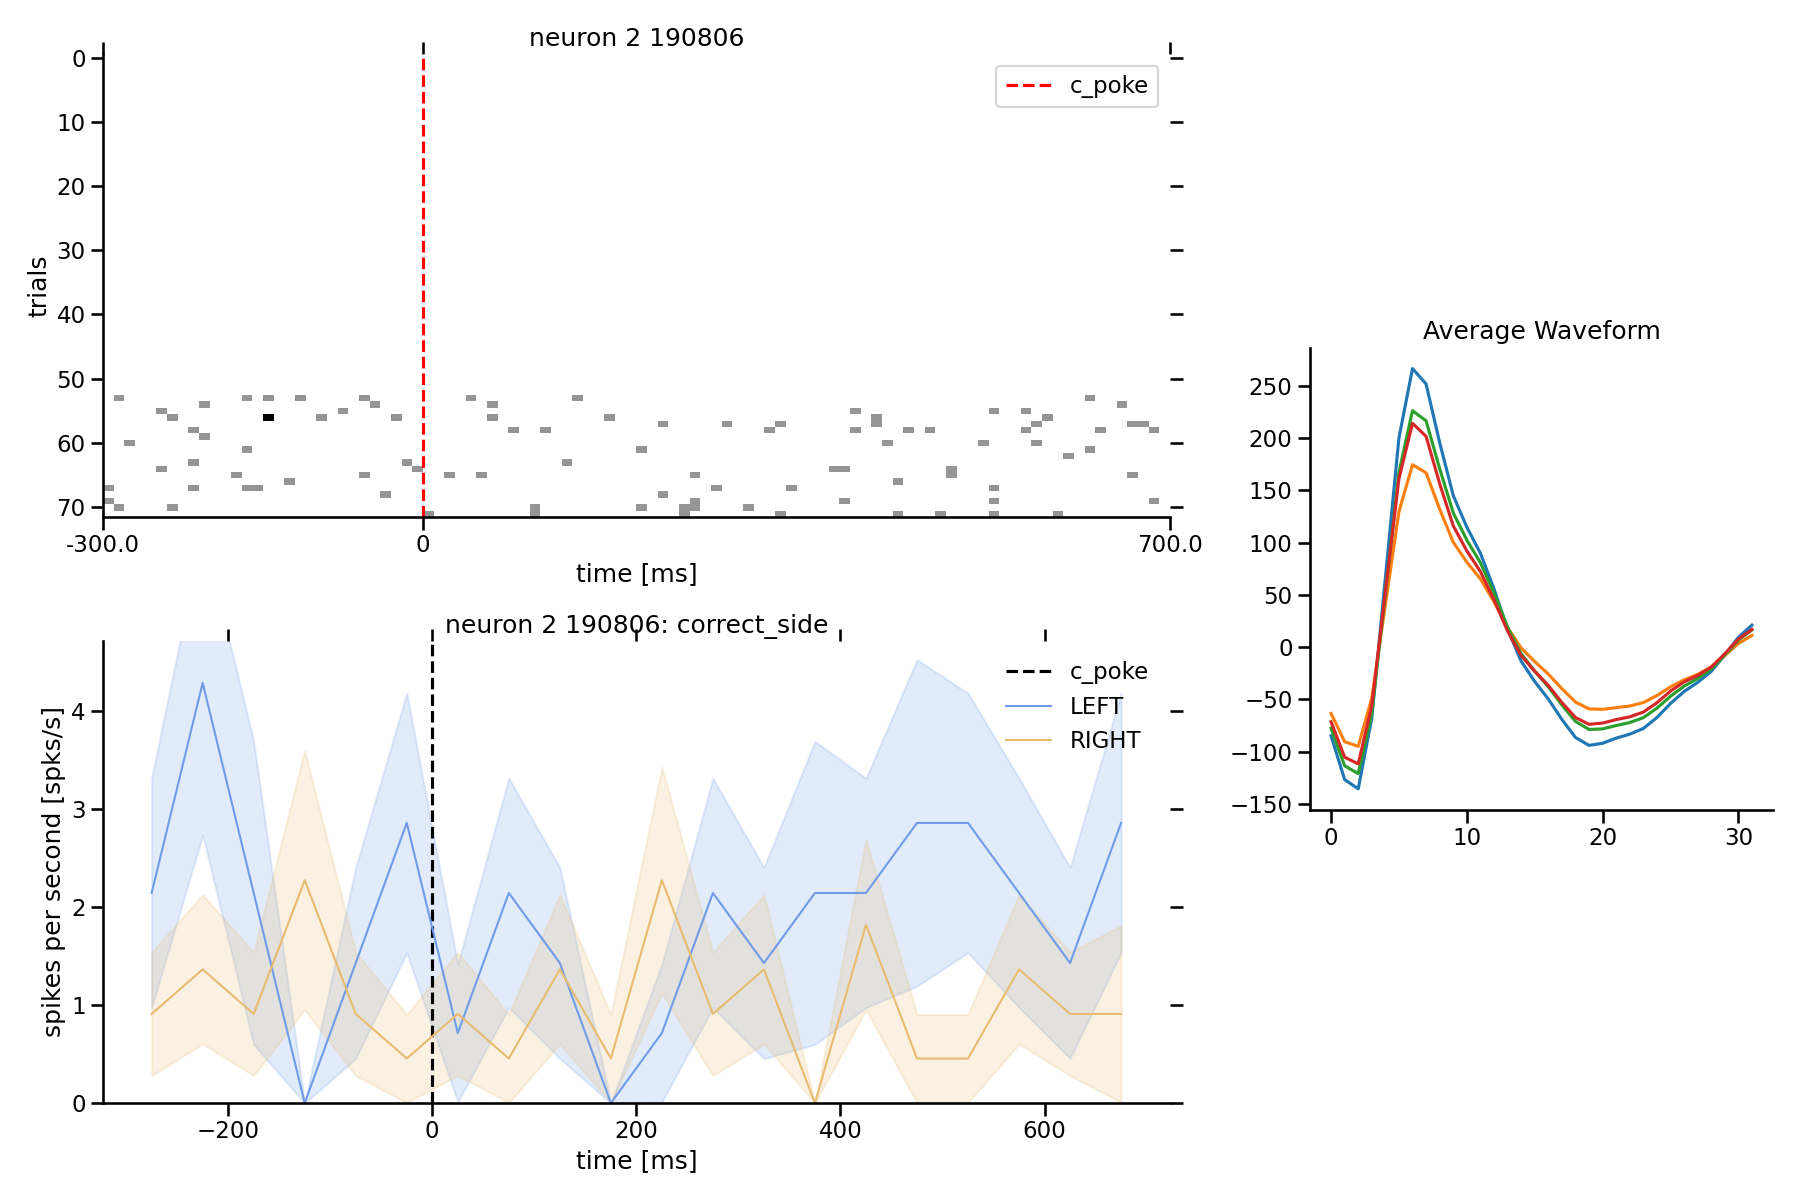 neuron 2 190806
c_poke
trials
0
10
20
30
40
50
60
70
-300.0 0 700.0
time [ms]
neuron 2 190806: correct_side
c_poke
LEFT
RIGHT
spikes per second [spks/s]
4
3
2
1
0
−200 0 200 400 600
time [ms]
Average Waveform
250
200
150
100
50
0
−50
−100
−150
0 10 20 30